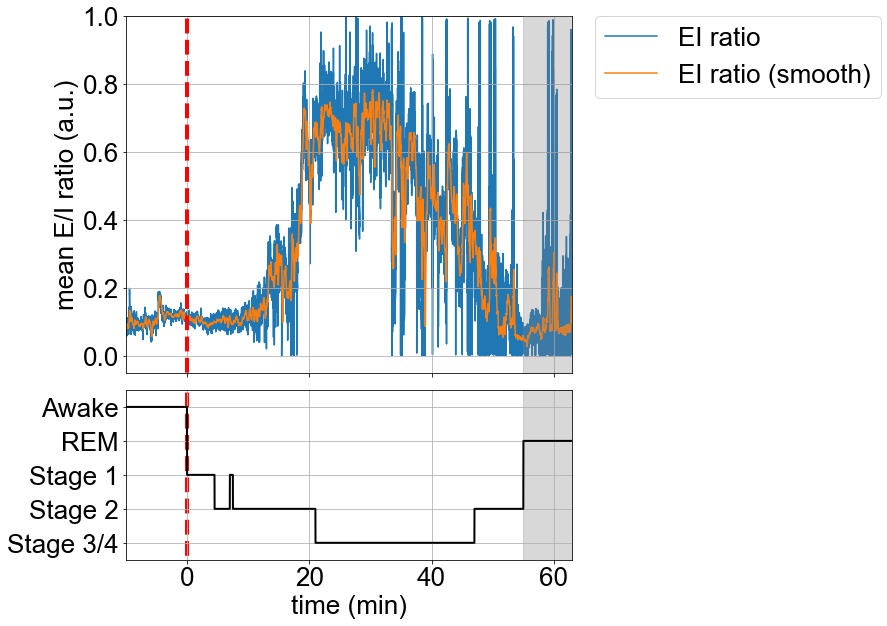 1.0
0.8
0.6
0.4
0.2
0.0
mean E/I ratio (a.u.)
EI ratio
EI ratio (smooth)
Awake
REM
Stage 1
Stage 2
Stage 3/4
0 20 40 60
time (min)